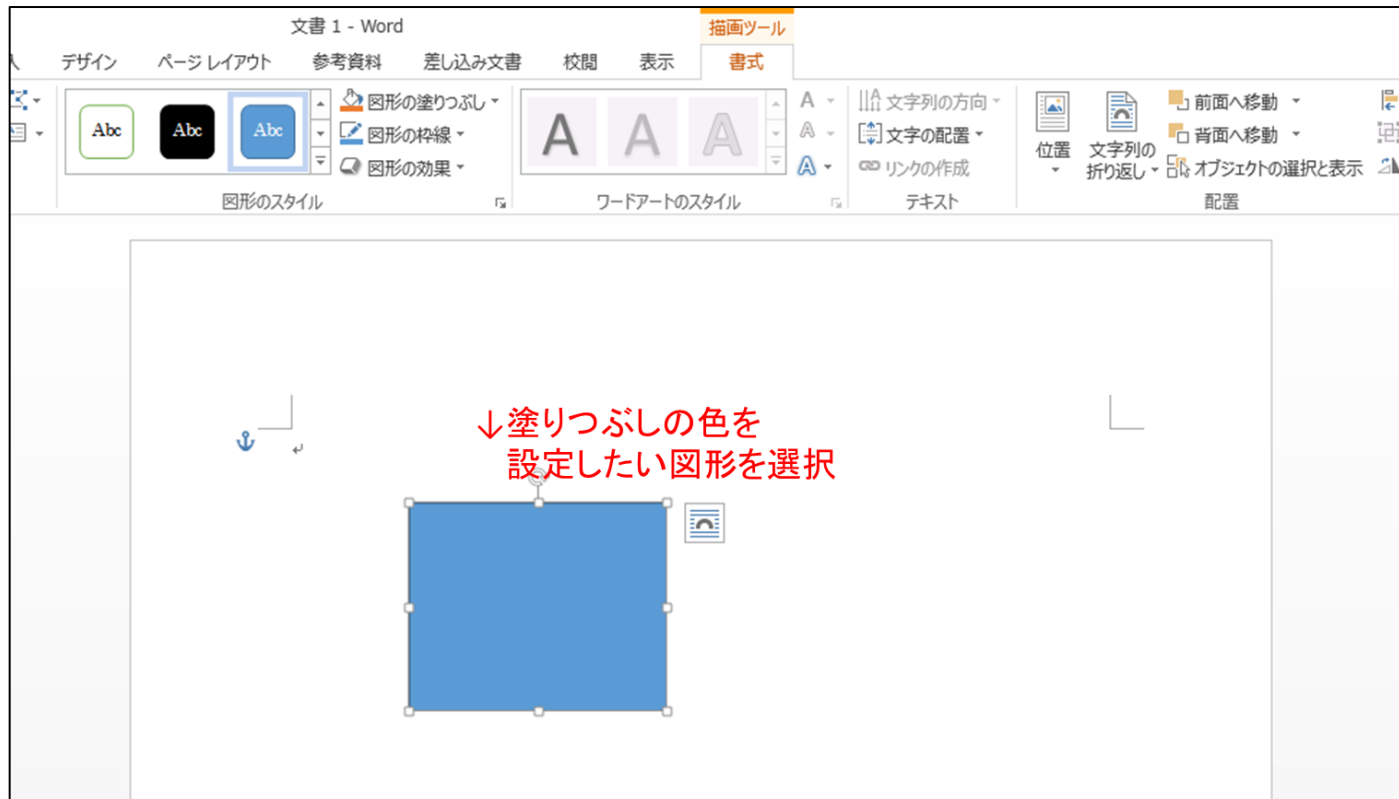 文書 1 - Word
描画ツール
デザイン ページ レイアウト 参考資料 差し込み文書 校閲 表示 書式
Abc Abc Abc
図形の塗りつぶし
図形の枠線
図形の効果
図形のスタイル
A A A
ワードアートのスタイル
A
A
A
文字列の方向
文字の配置
リンクの作成
テキスト
位置
文字列の
折り返し
前面へ移動
背面へ移動
オブジェクトの選択と表示
配置
↓塗りつぶしの色を
設定したい図形を選択